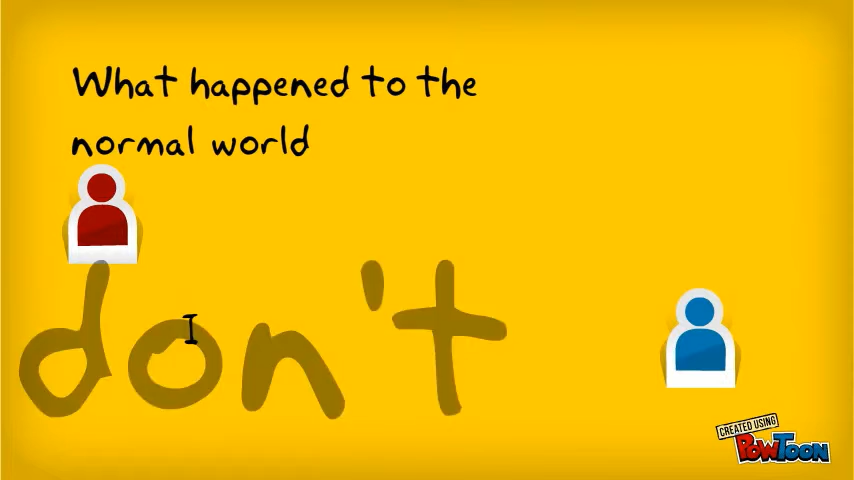 What happened to the
normal world
don't
I
CREATED USING
POWTOON